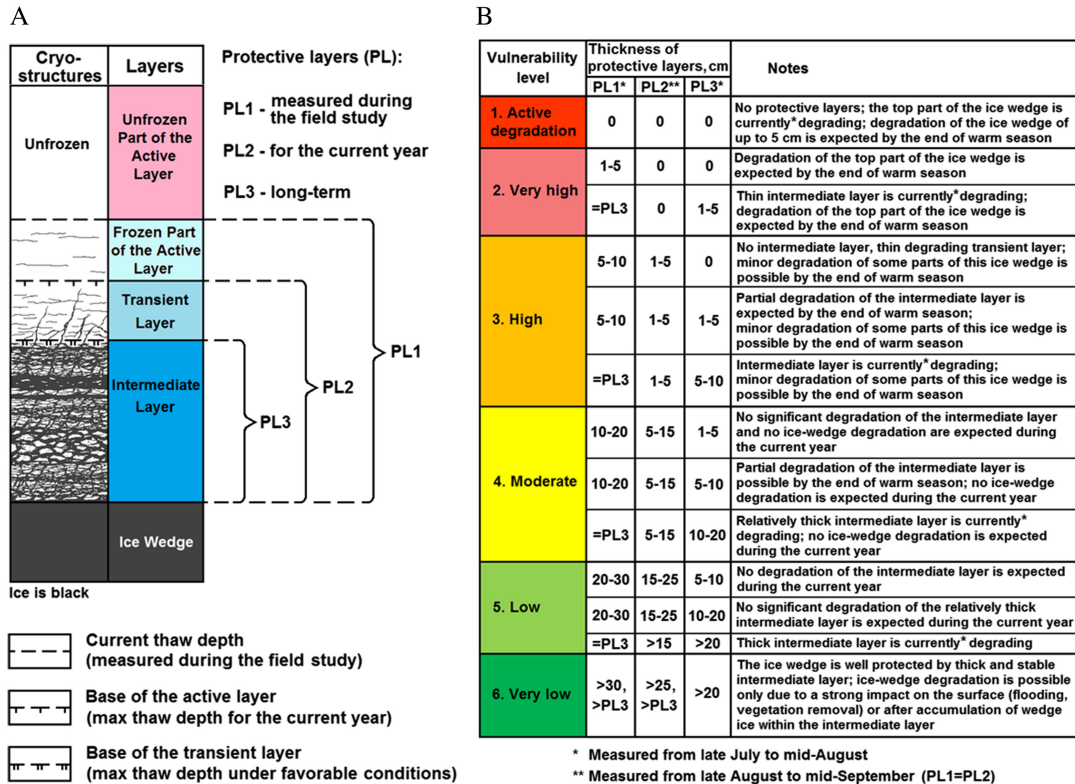 A
Cryo-
structures
Layers
Unfrozen
Unfrozen
Part of the
Active
Layer
Frozen Part
of the Active
Layer
Transient
Layer
Intermediate
Layer
Ice Wedge
Ice is black
Protective layers (PL):
PL1 - measured during
the field study
PL2 - for the current year
PL3 - long-term
PL3
PL2
PL1
Current thaw depth
(measured during the field study)
Base of the active layer
(max thaw depth for the current year)
Base of the transient layer
(max thaw depth under favorable conditions)
B
Vulnerability
level
Thickness of
protective layers, cm
PL1* PL2** PL3*
Notes
1. Active
degradation
0 0 0
No protective layers; the top part of the ice wedge is
currently* degrading; degradation of the ice wedge of
up to 5 cm is expected by the end of warm season
2. Very high
1-5 0 0
Degradation of the top part of the ice wedge is
expected by the end of warm season
=PL3 0 1-5
Thin intermediate layer is currently* degrading;
degradation of the top part of the ice wedge is
expected by the end of warm season
3. High
5-10 1-5 0
No intermediate layer, thin degrading transient layer;
minor degradation of some parts of this ice wedge is
possible by the end of warm season
5-10 1-5 1-5
Partial degradation of the intermediate layer is
expected by the end of warm season;
minor degradation of some parts of this ice wedge is
possible by the end of warm season
=PL3 1-5 5-10
Intermediate layer is currently* degrading;
minor degradation of some parts of this ice wedge is
possible by the end of warm season
4. Moderate
10-20 5-15 1-5
No significant degradation of the intermediate layer
and no ice-wedge degradation are expected during
the current year
10-20 5-15 5-10
Partial degradation of the intermediate layer is
possible by the end of warm season; no ice-wedge
degradation is expected during the current year
=PL3 5-15 10-20
Relatively thick intermediate layer is currently*
degrading; no ice-wedge degradation is expected
during the current year
5. Low
20-30 15-25 5-10
No degradation of the intermediate layer is expected
during the current year
20-30 15-25 10-20
No significant degradation of the relatively thick
intermediate layer is expected during the current year
=PL3 >15 >20
Thick intermediate layer is currently* degrading
6. Very low
>30, >25, >20
>PL3 >PL3
The ice wedge is well protected by thick and stable
intermediate layer; ice-wedge degradation is possible
only due to a strong impact on the surface (flooding,
vegetation removal) or after accumulation of wedge
ice within the intermediate layer
* Measured from late July to mid-August
** Measured from late August to mid-September (PL1=PL2)